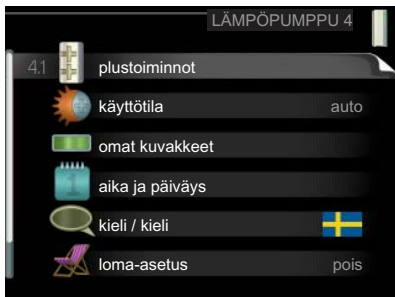 LÄMPÖPUMPPU 4
4.1 plustoiminnot
käyttötila auto
omat kuvakkeet
aika ja päiväys
kieli / kieli
loma-asetus pois